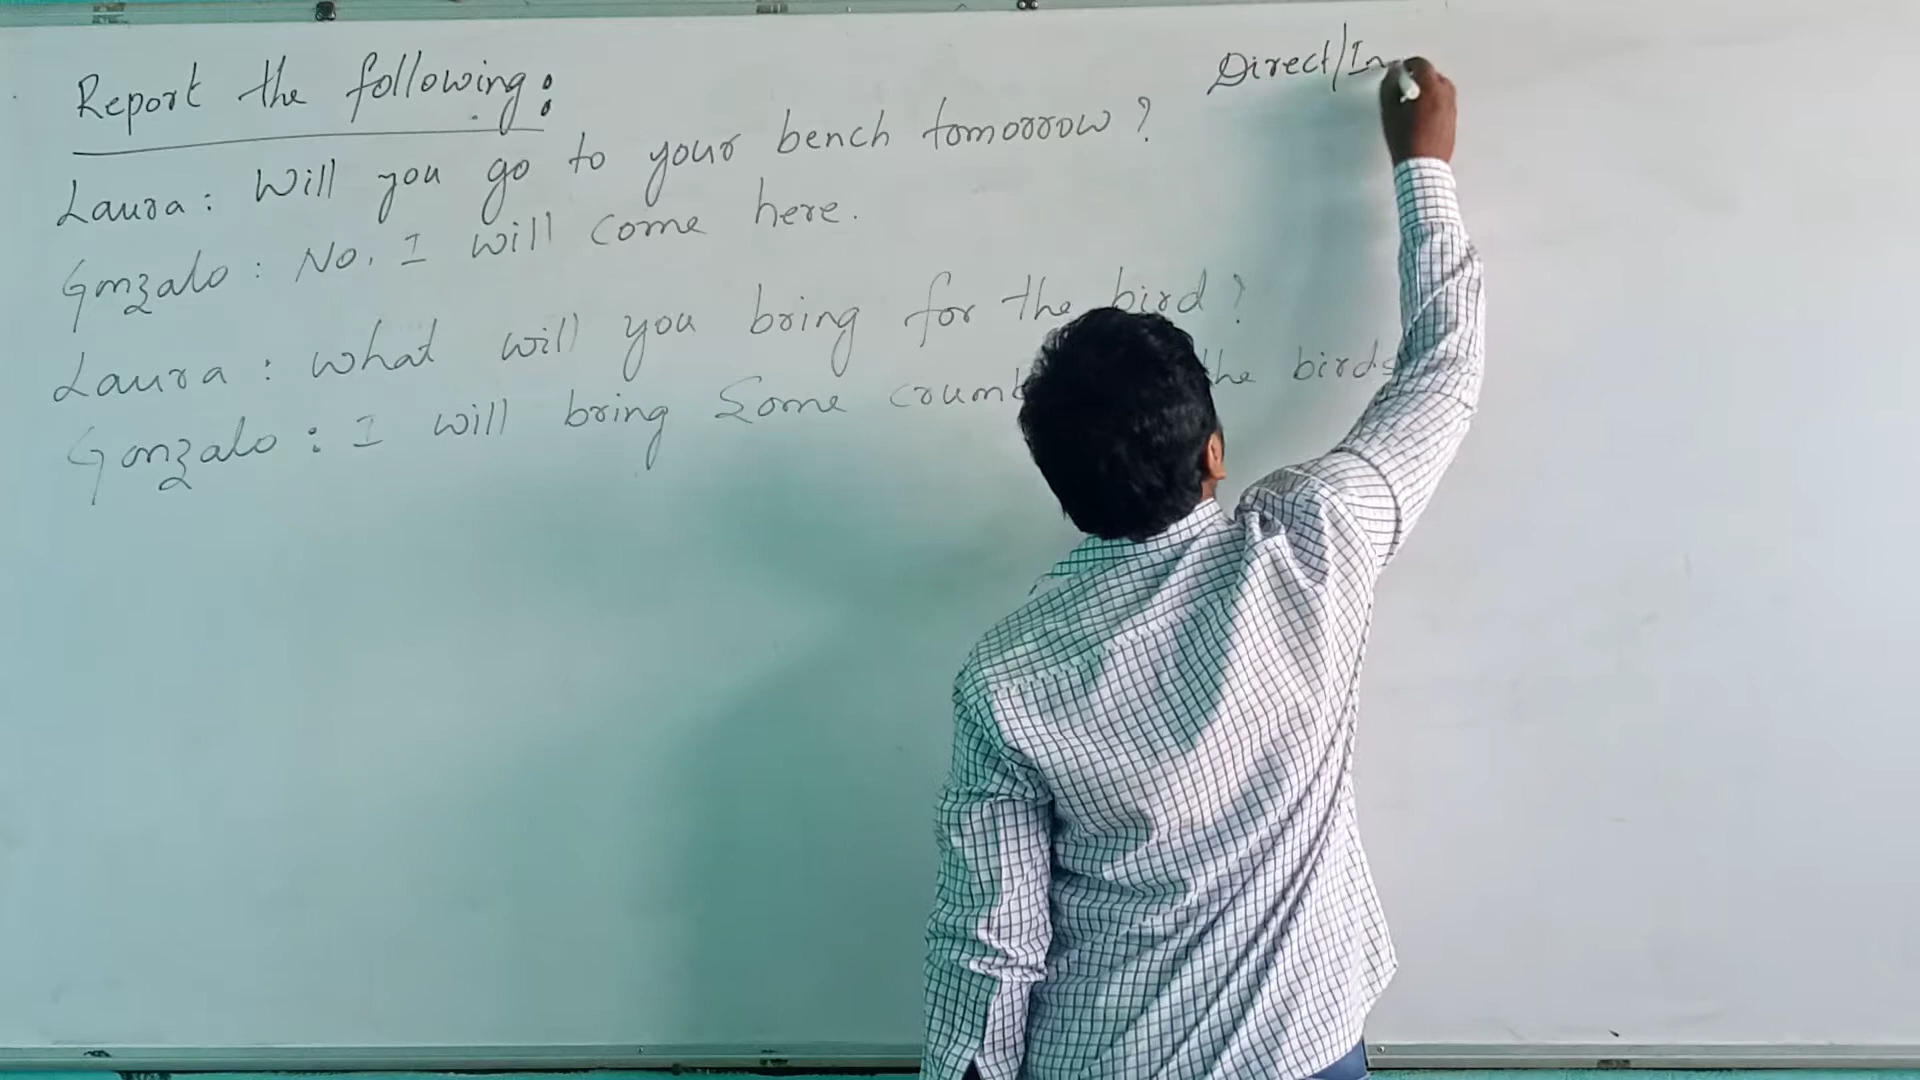 Direct/In
Report the following:
Laura: Will you go to your bench tomorrow?
Gonzalo: No, I will come here.
Laura: What will you bring for the bird?
Gonzalo: I will bring Some crumb the birds